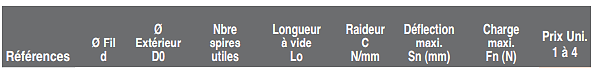 Références
Ø Fil
d
Ø
Extérieur
D0
Nbre
spires
utiles
Longueur
à vide
Lo
Raideur
C
N/mm
Déflection
maxi.
Sn (mm)
Charge
maxi.
Fn (N)
Prix Uni.
1 à 4